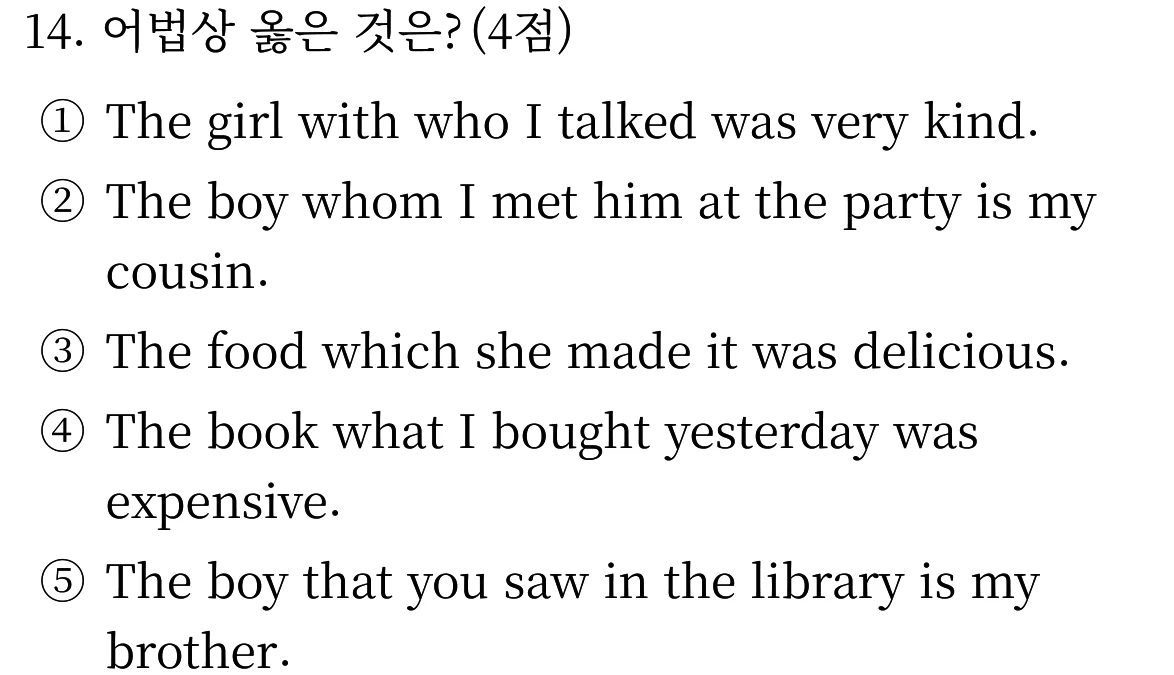 14. 어법상 옳은 것은?(4점)
① The girl with who I talked was very kind.
② The boy whom I met him at the party is my
cousin.
③ The food which she made it was delicious.
④ The book what I bought yesterday was
expensive.
⑤ The boy that you saw in the library is my
brother.